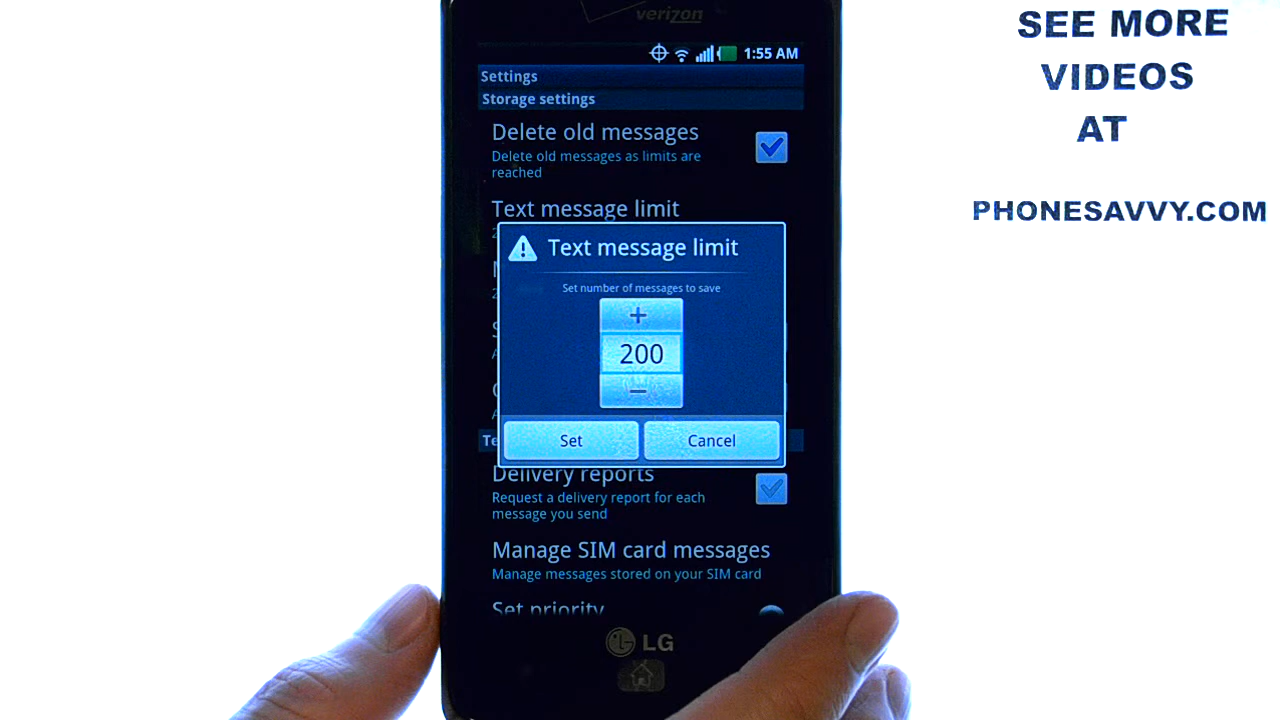 verizon
1:55 AM
Settings
Storage settings
Delete old messages
Delete old messages as limits are
reached
Text message limit
Text message limit
Set number of messages to save
+
200
−
Set
Cancel
Delivery reports
Request a delivery report for each
message you send
Manage SIM card messages
Manage messages stored on your SIM card
Set priority
LG
SEE MORE
VIDEOS
AT
PHONESAVVY.COM